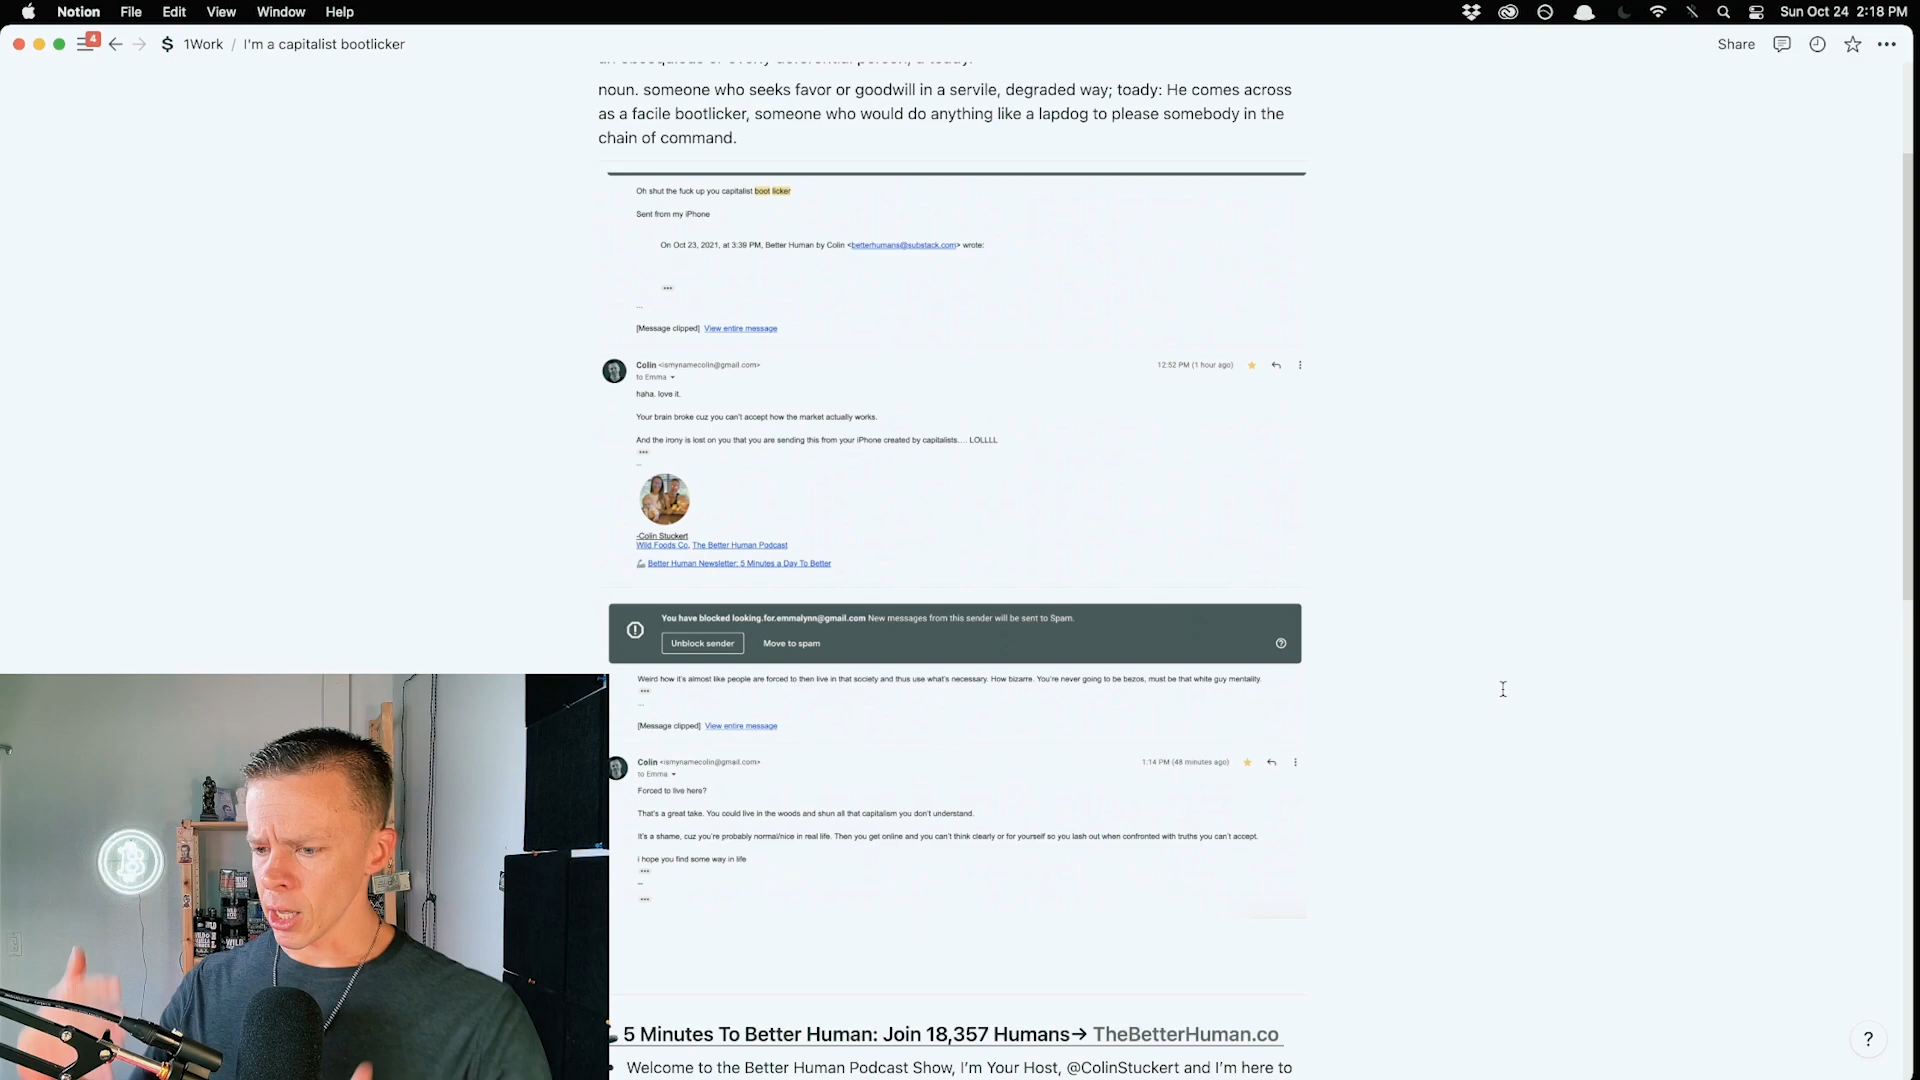 Notion File Edit View Window Help
Sun Oct 24 2:18 PM
4
$ 1Work / I'm a capitalist bootlicker
Share
noun. someone who seeks favor or goodwill in a servile, degraded way; toady: He comes across
as a facile bootlicker, someone who would do anything like a lapdog to please somebody in the
chain of command.
Oh shut the fuck up you capitalist boot licker
Sent from my iPhone
On Oct 23, 2021, at 3:39 PM, Better Human by Colin <betterhumans@substack.com> wrote:
...
...
[Message clipped] View entire message
Colin <ismynamecolin@gmail.com>
12:52 PM (1 hour ago)
to Emma
haha. love it.
Your brain broke cuz you can't accept how the market actually works.
And the irony is lost on you that you are sending this from your iPhone created by capitalists.... LOLLLL
...
--
-Colin Stuckert
Wild Foods Co, The Better Human Podcast
Better Human Newsletter: 5 Minutes a Day To Better
You have blocked looking.for.emmalynn@gmail.com New messages from this sender will be sent to Spam.
Unblock sender Move to spam
Weird how it's almost like people are forced to then live in that society and thus use what's necessary. How bizarre. You're never going to be bezos, must be that white guy mentality.
...
...
[Message clipped] View entire message
Colin <ismynamecolin@gmail.com>
1:14 PM (48 minutes ago)
to Emma
Forced to live here?
That's a great take. You could live in the woods and shun all that capitalism you don't understand.
It's a shame, cuz you're probably normal/nice in real life. Then you get online and you can't think clearly or for yourself so you lash out when confronted with truths you can't accept.
i hope you find some way in life
...
--
...
5 Minutes To Better Human: Join 18,357 Humans→ TheBetterHuman.co
Welcome to the Better Human Podcast Show, I'm Your Host, @ColinStuckert and I'm here to
?